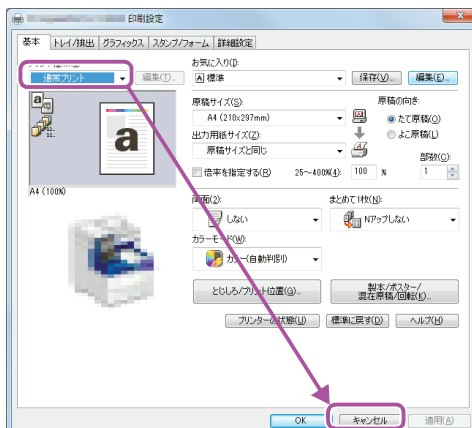 印刷設定
基本 トレイ/排出 グラフィックス スタンプ/フォーム 詳細設定
お気に入り(I):
通常プリント 編集(T)... 標準 保存(V)... 編集(E)...
原稿サイズ(S): 原稿の向き:
A4 (210x297mm) たて原稿(O)
出力用紙サイズ(Z): よこ原稿(L)
原稿サイズと同じ 部数(C):
倍率を指定する(R) 25～400%(4): 100 % 1
A4 (100%)
両面(2): まとめて1枚(N):
しない Nアップしない
カラーモード(W):
カラー(自動判別)
とじしろ/プリント位置(G)... 製本/ポスター/
混在原稿/回転(K)...
プリンターの状態(U) 標準に戻す(D) ヘルプ(H)
OK キャンセル 適用(A)